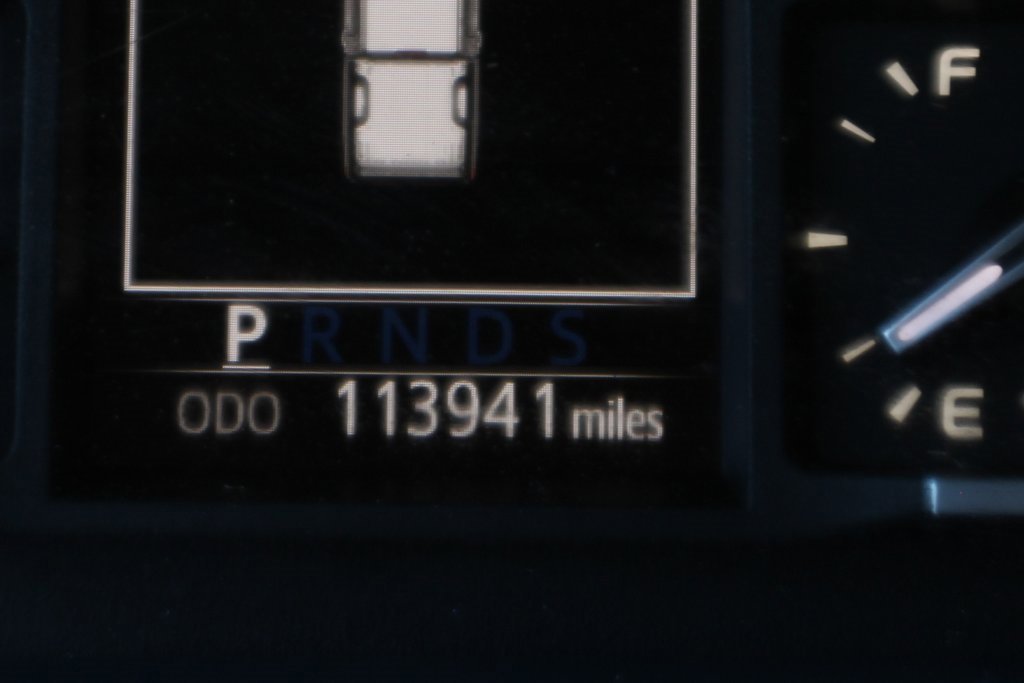 F
P R N D S
ODO 113941 miles
E